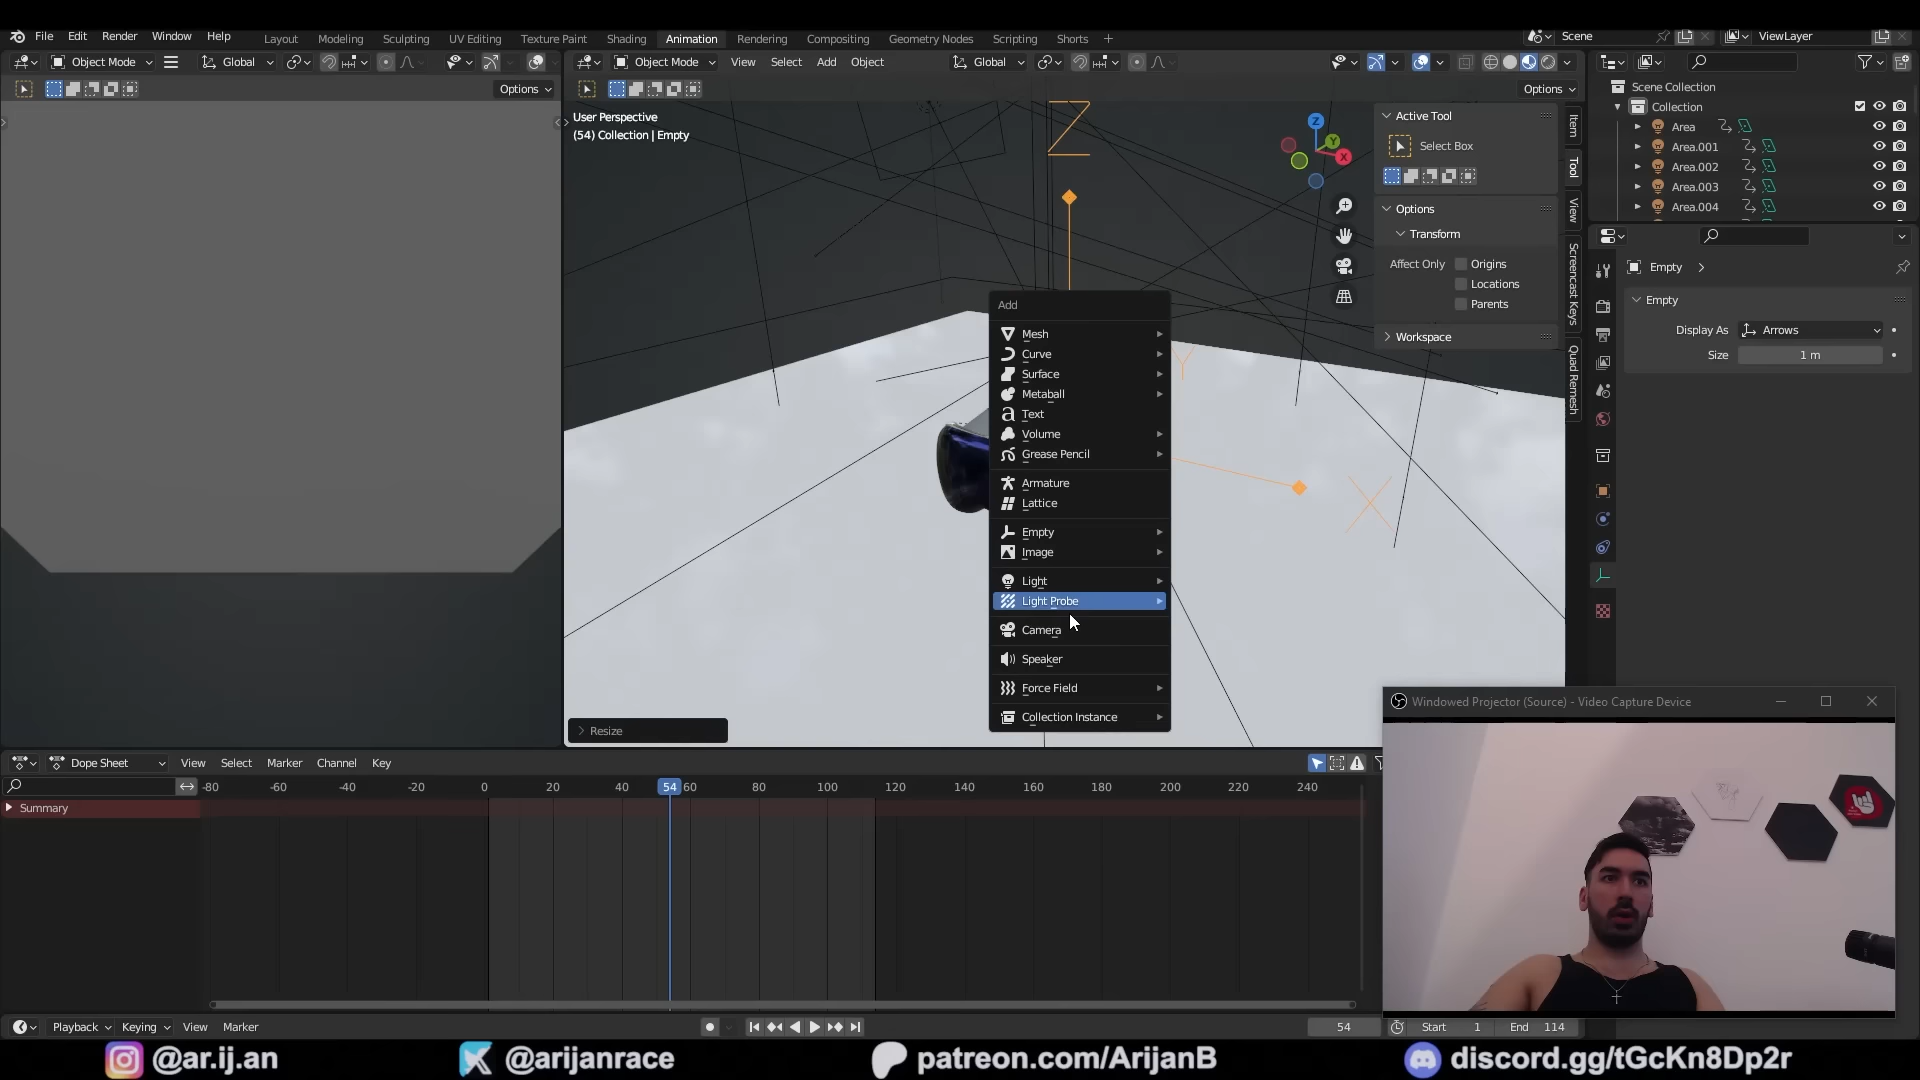 File Edit Render Window Help
Layout Modeling Sculpting UV Editing Texture Paint Shading Animation Rendering Compositing Geometry Nodes Scripting Shorts +
Scene
ViewLayer
Object Mode
Global
Object Mode View Select Add Object
Global
Options
Options
User Perspective
(54) Collection | Empty
Z
Y
X
Z
Y
X
Active Tool
Select Box
Options
Transform
Affect Only Origins
Locations
Parents
Workspace
Item
Tool
View
Screencast Keys
Quad Remesh
Scene Collection
Collection
Area
Area.001
Area.002
Area.003
Area.004
Empty
Empty
Display As Arrows
Size 1 m
Add
Mesh
Curve
Surface
Metaball
Text
Volume
Grease Pencil
Armature
Lattice
Empty
Image
Light
Light Probe
Camera
Speaker
Force Field
Collection Instance
Resize
Windowed Projector (Source) - Video Capture Device
Dope Sheet View Select Marker Channel Key
-80 -60 -40 -20 0 20 40 54 60 80 100 120 140 160 180 200 220 240
Summary
Playback Keying View Marker
54 Start 1 End 114
@ar.ij.an @arijanrace patreon.com/ArijanB discord.gg/tGcKn8Dp2r